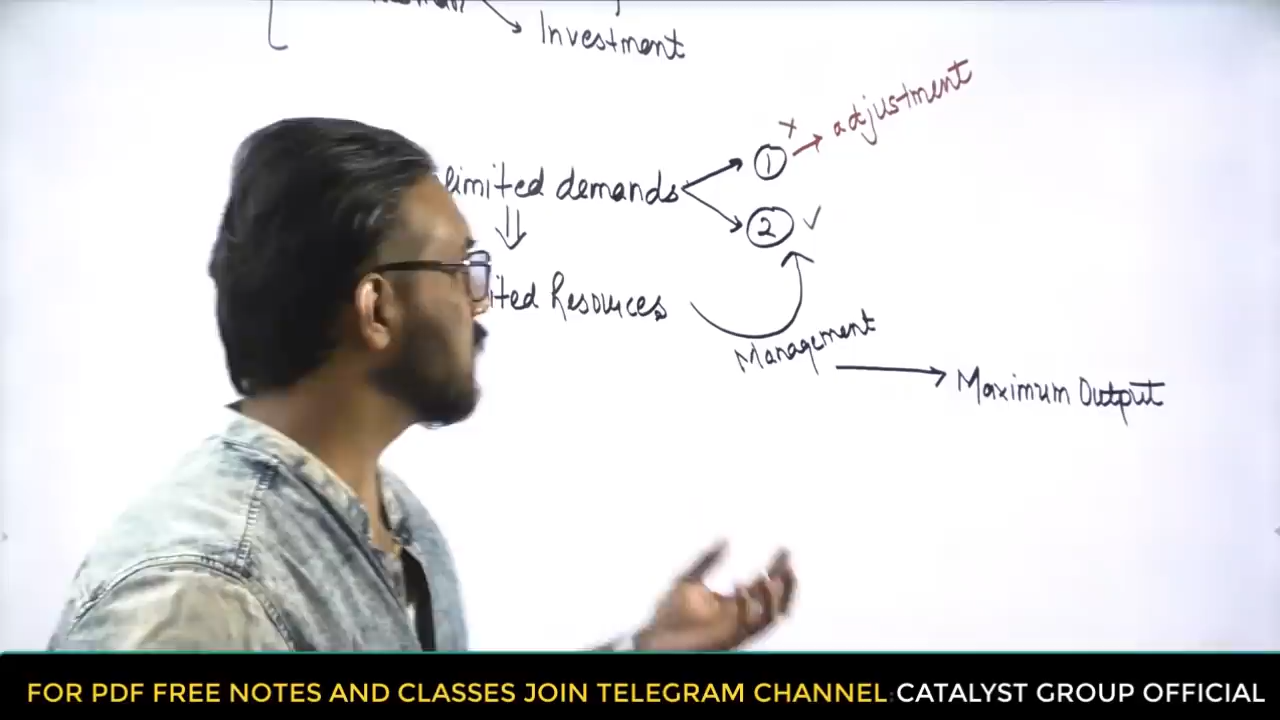 Investment
adjustment
x
limited demands
1
2 ✓
ited Resources
Management
Maximum Output
FOR PDF FREE NOTES AND CLASSES JOIN TELEGRAM CHANNEL: CATALYST GROUP OFFICIAL